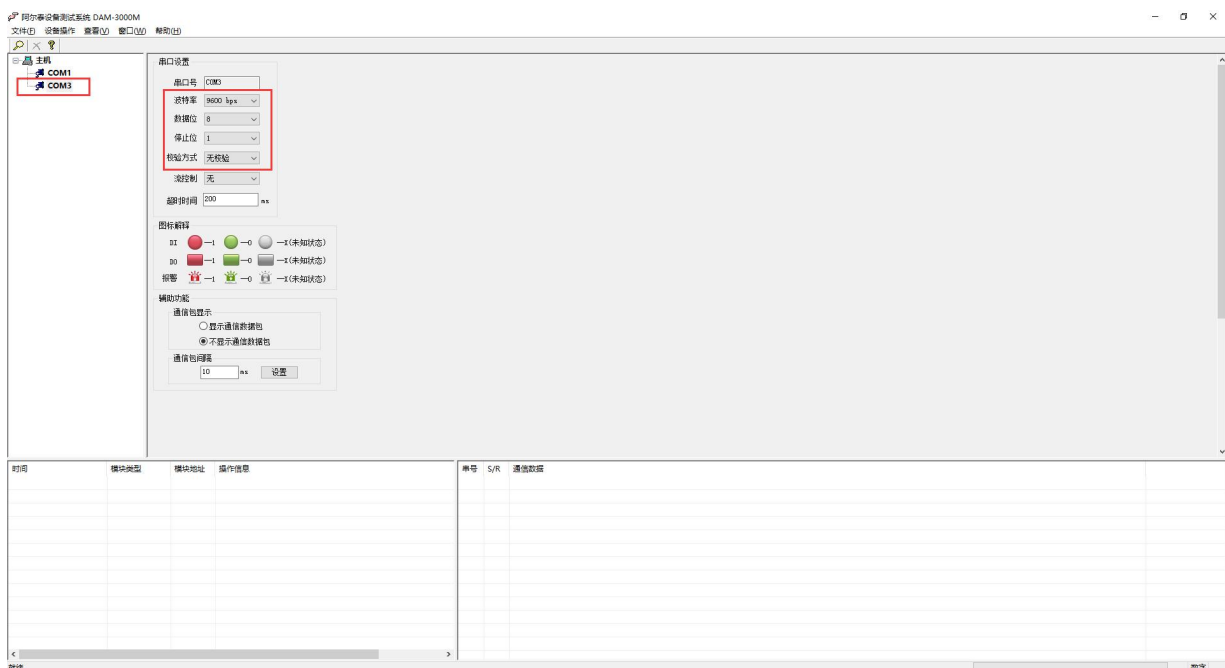 阿尔泰设备测试系统 DAM-3000M
文件(F) 设备操作 查看(V) 窗口(W) 帮助(H)
主机
COM1
COM3
串口设置
串口号 COM3
波特率 9600 bps
数据位 8
停止位 1
校验方式 无校验
流控制 无
超时时间 200 ms
图标解释
DI —1 —0 —X(未知状态)
DO —1 —0 —X(未知状态)
报警 —1 —0 —X(未知状态)
辅助功能
通信包显示
显示通信数据包
不显示通信数据包
通信包间隔
10 ms 设置
时间 模块类型 模块地址 操作信息
串号 S/R 通信数据
就绪 数字